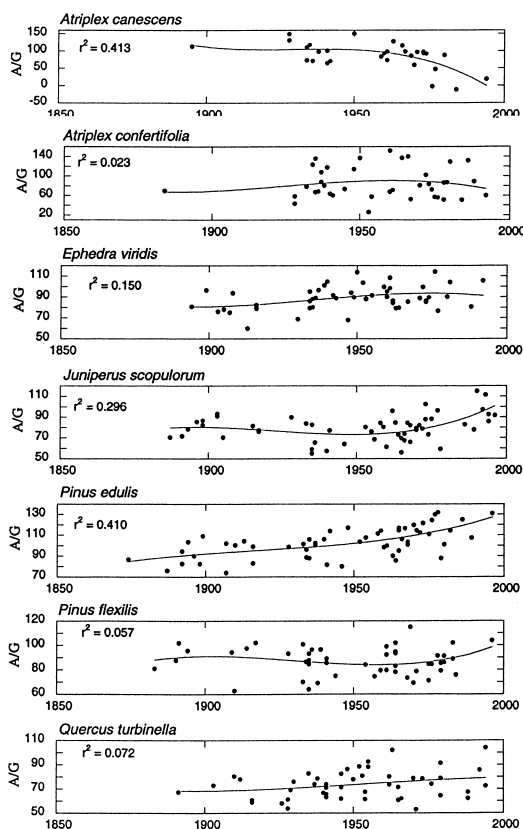 Atriplex canescens
r² = 0.413
A/G
150
100
50
0
-50
1850
1900
1950
2000
Atriplex confertifolia
r² = 0.023
A/G
140
100
60
20
1850
1900
1950
2000
Ephedra viridis
r² = 0.150
A/G
110
90
70
50
1850
1900
1950
2000
Juniperus scopulorum
r² = 0.296
A/G
110
90
70
50
1850
1900
1950
2000
Pinus edulis
r² = 0.410
A/G
130
110
90
70
1850
1900
1950
2000
Pinus flexilis
r² = 0.057
A/G
120
100
80
60
1850
1900
1950
2000
Quercus turbinella
r² = 0.072
A/G
110
90
70
50
1850
1900
1950
2000